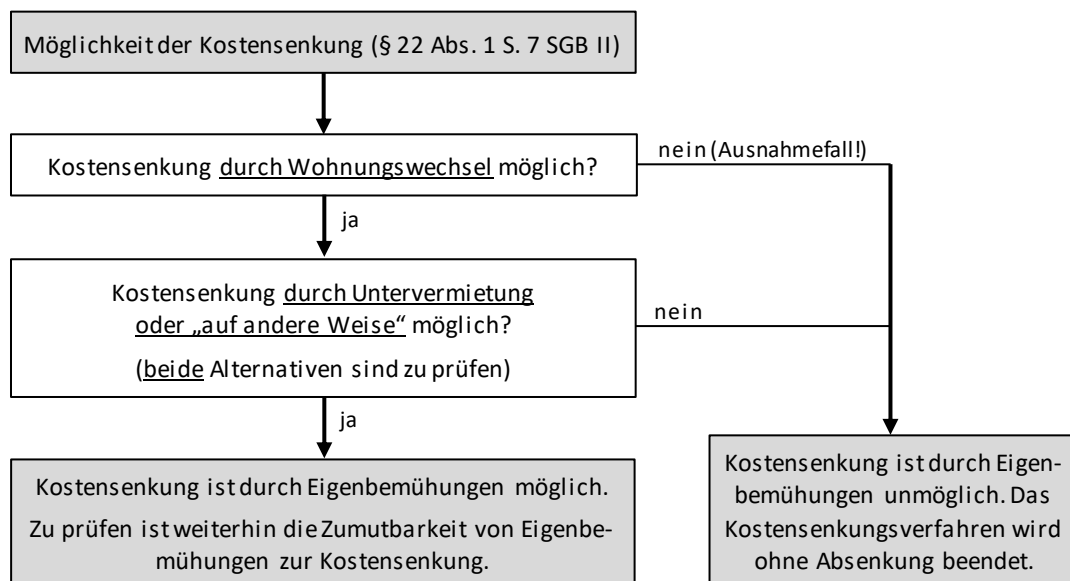 Möglichkeit der Kostensenkung (§ 22 Abs. 1 S. 7 SGB II)
Kostensenkung durch Wohnungswechsel möglich?
nein (Ausnahmefall!)
ja
Kostensenkung durch Untervermietung
oder „auf andere Weise“ möglich?
(beide Alternativen sind zu prüfen)
nein
ja
Kostensenkung ist durch Eigenbemühungen möglich.
Zu prüfen ist weiterhin die Zumutbarkeit von Eigenbe-
mühungen zur Kostensenkung.
Kostensenkung ist durch Eigen-
bemühungen unmöglich. Das
Kostensenkungsverfahren wird
ohne Absenkung beendet.